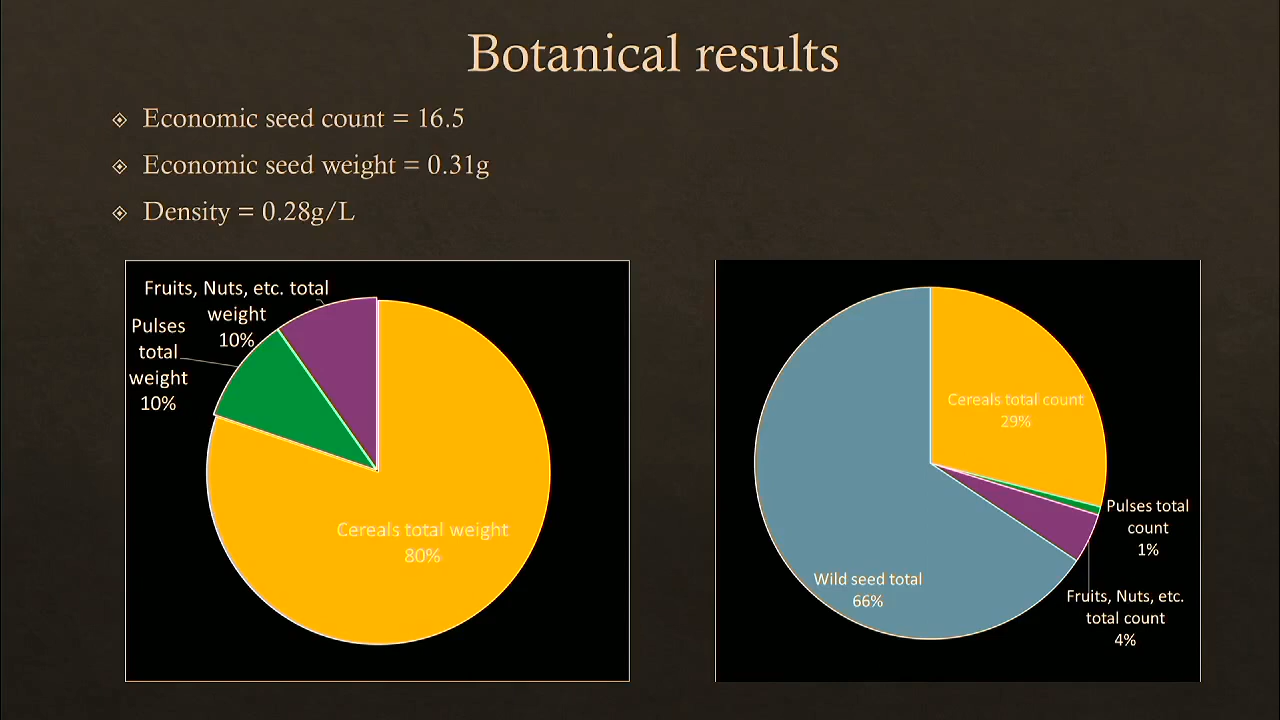 Botanical results
Economic seed count = 16.5
Economic seed weight = 0.31g
Density = 0.28g/L
Fruits, Nuts, etc. total
weight
10%
Pulses
total
weight
10%
Cereals total weight
80%
Cereals total count
29%
Pulses total
count
1%
Wild seed total
66%
Fruits, Nuts, etc.
total count
4%